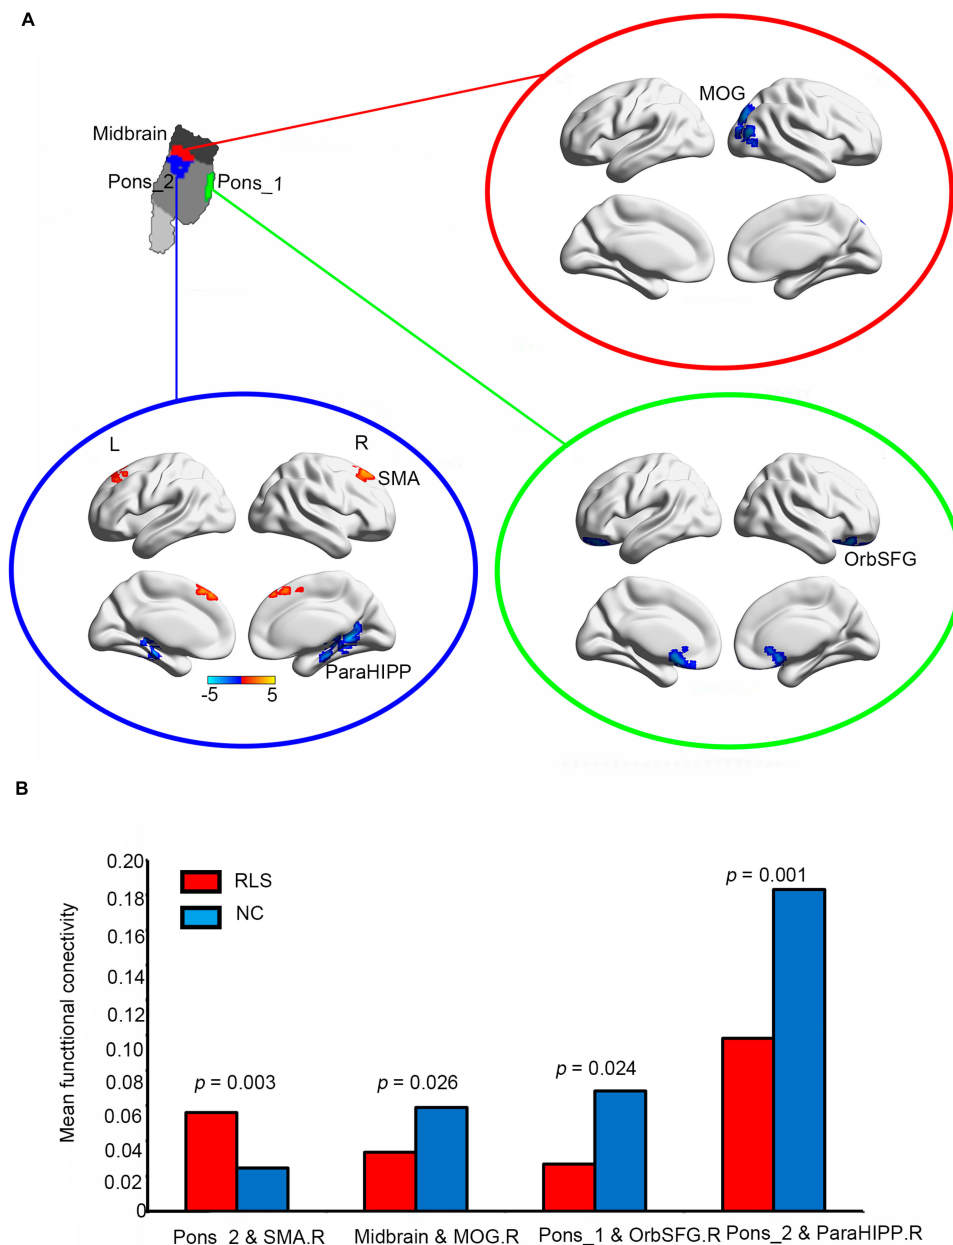 A
MOG
Midbrain
Pons_2
Pons_1
L
R
SMA
OrbSFG
ParaHIPP
-5
5
B
0.20
0.18
0.16
0.14
0.12
0.10
0.08
0.06
0.04
0.02
0
Mean functtional conectivity
RLS
NC
p = 0.003
p = 0.026
p = 0.024
p = 0.001
Pons_2 & SMA.R
Midbrain & MOG.R
Pons_1 & OrbSFG.R
Pons_2 & ParaHIPP.R